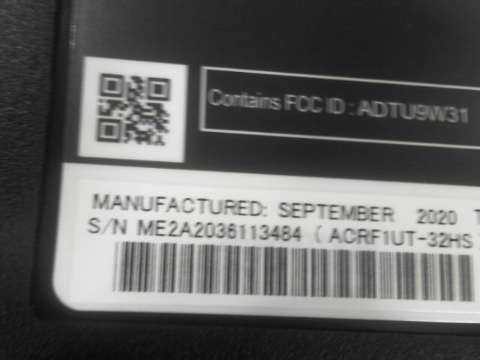 Contains FCC ID : ADTU9W31
MANUFACTURED: SEPTEMBER 2020 T
S/N ME2A2036113484 ( ACRF1UT-32HS